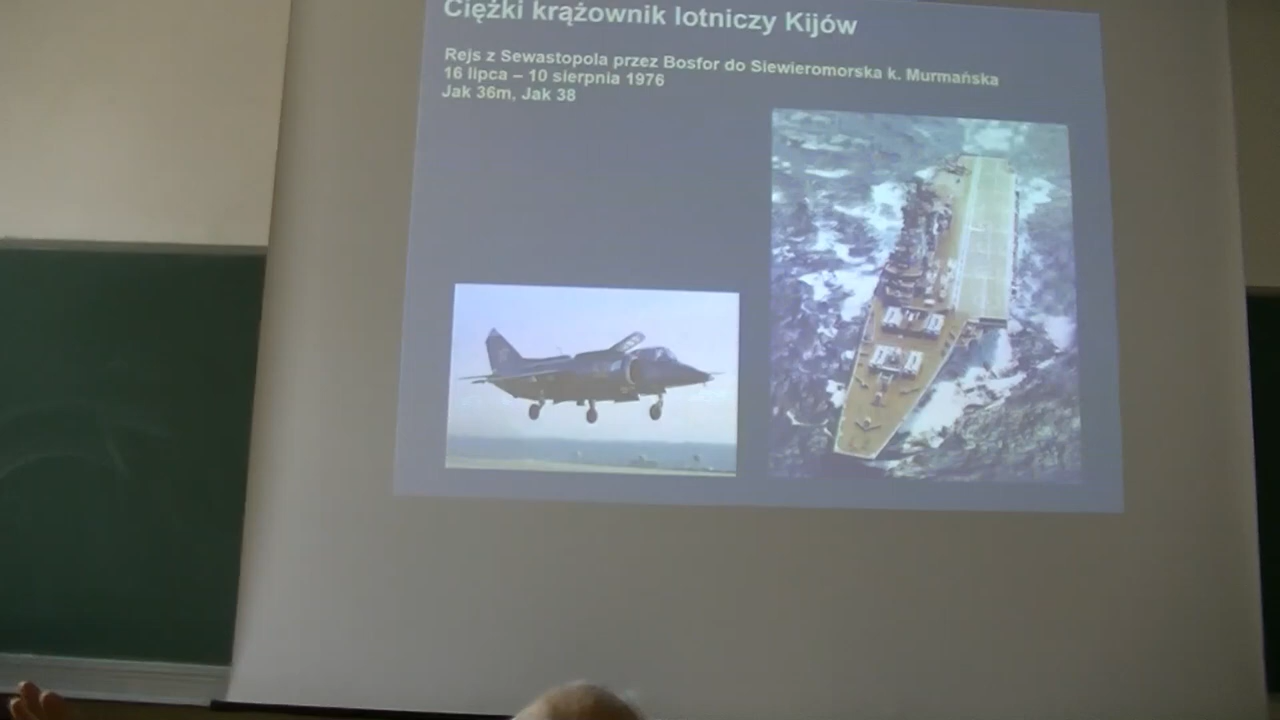 Ciężki krążownik lotniczy Kijów
Rejs z Sewastopola przez Bosfor do Siewieromorska k. Murmańska
16 lipca – 10 sierpnia 1976
Jak 36m, Jak 38